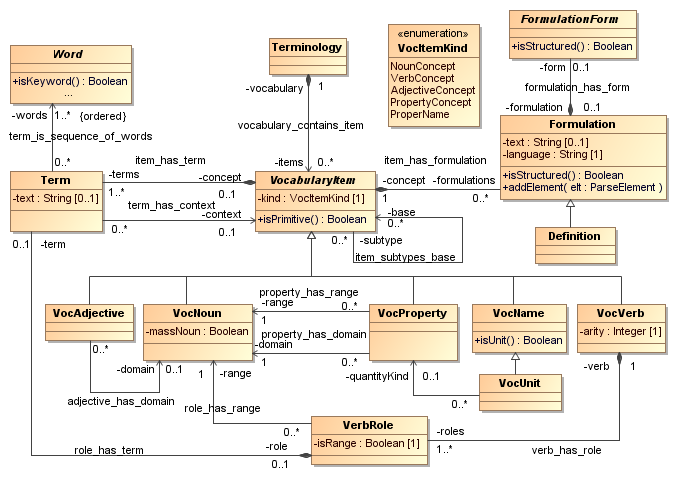 FormulationForm
+isStructured() : Boolean
-form
0..1
formulation_has_form
-formulation
0..1
Word
+isKeyword() : Boolean
...
-words
1..*
{ordered}
term_is_sequence_of_words
0..*
Terminology
-vocabulary
1
vocabulary_contains_item
-items
0..*
«enumeration»
VocItemKind
NounConcept
VerbConcept
AdjectiveConcept
PropertyConcept
ProperName
Formulation
-text : String [0..1]
-language : String [1]
+isStructured() : Boolean
+addElement( elt : ParseElement )
Definition
Term
-text : String [0..1]
item_has_term
-terms
1..*
-concept
0..1
term_has_context
-context
0..*
0..1
0..1
-term
VocabularyItem
-kind : VocItemKind [1]
+isPrimitive() : Boolean
item_has_formulation
-concept
1
-formulations
0..*
-base
0..*
-subtype
0..*
item_subtypes_base
VocAdjective
0..*
-domain
0..1
adjective_has_domain
VocNoun
-massNoun : Boolean
property_has_range
-range
1
0..*
property_has_domain
-domain
1
0..*
VocProperty
-quantityKind
0..1
0..*
VocName
+isUnit() : Boolean
VocUnit
VocVerb
-arity : Integer [1]
-verb
1
1
-range
role_has_range
0..*
VerbRole
-isRange : Boolean [1]
-roles
1..*
verb_has_role
role_has_term
-role
0..1